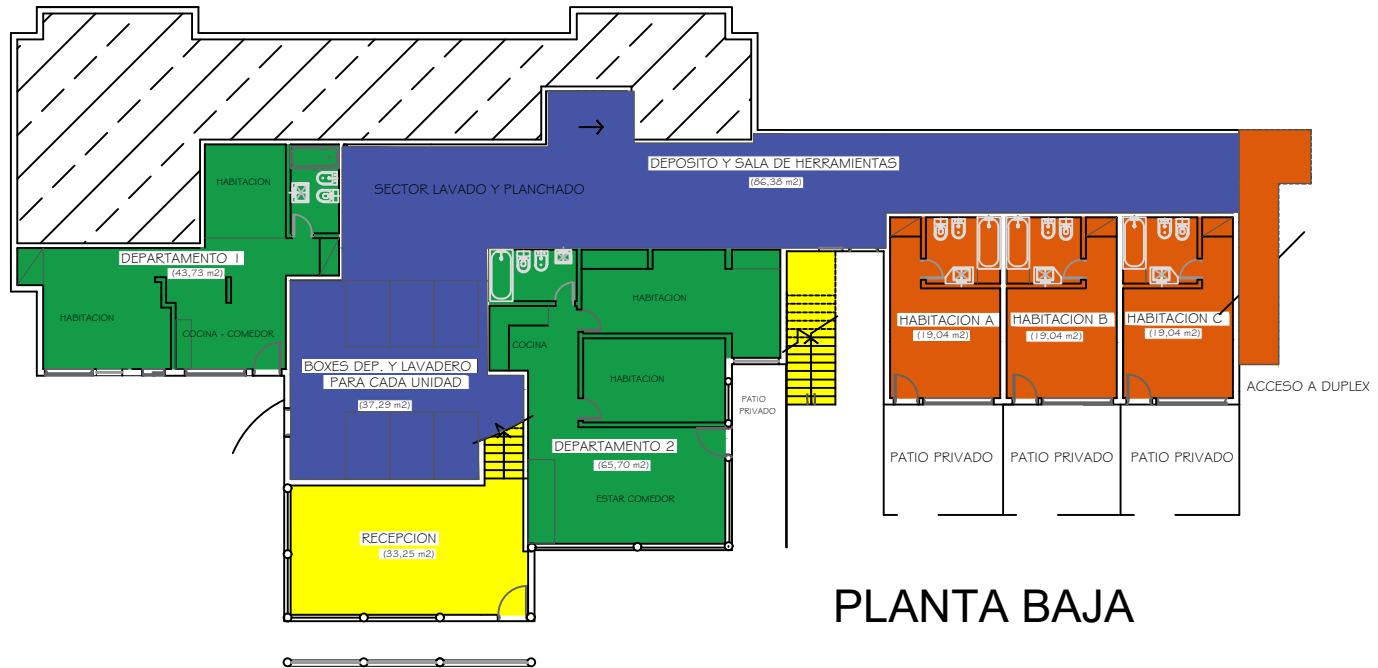 DEPOSITO Y SALA DE HERRAMIENTAS
(86,38 m2)
SECTOR LAVADO Y PLANCHADO
HABITACION
DEPARTAMENTO 1
(43,73 m2)
HABITACION
COCINA - COMEDOR
BOXES DEP. Y LAVADERO
PARA CADA UNIDAD
(37,29 m2)
HABITACION
COCINA
HABITACION
PATIO
PRIVADO
DEPARTAMENTO 2
(65,70 m2)
ESTAR COMEDOR
RECEPCION
(33,25 m2)
HABITACION A
(19,04 m2)
HABITACION B
(19,04 m2)
HABITACION C
(19,04 m2)
ACCESO A DUPLEX
PATIO PRIVADO
PATIO PRIVADO
PATIO PRIVADO
PLANTA BAJA